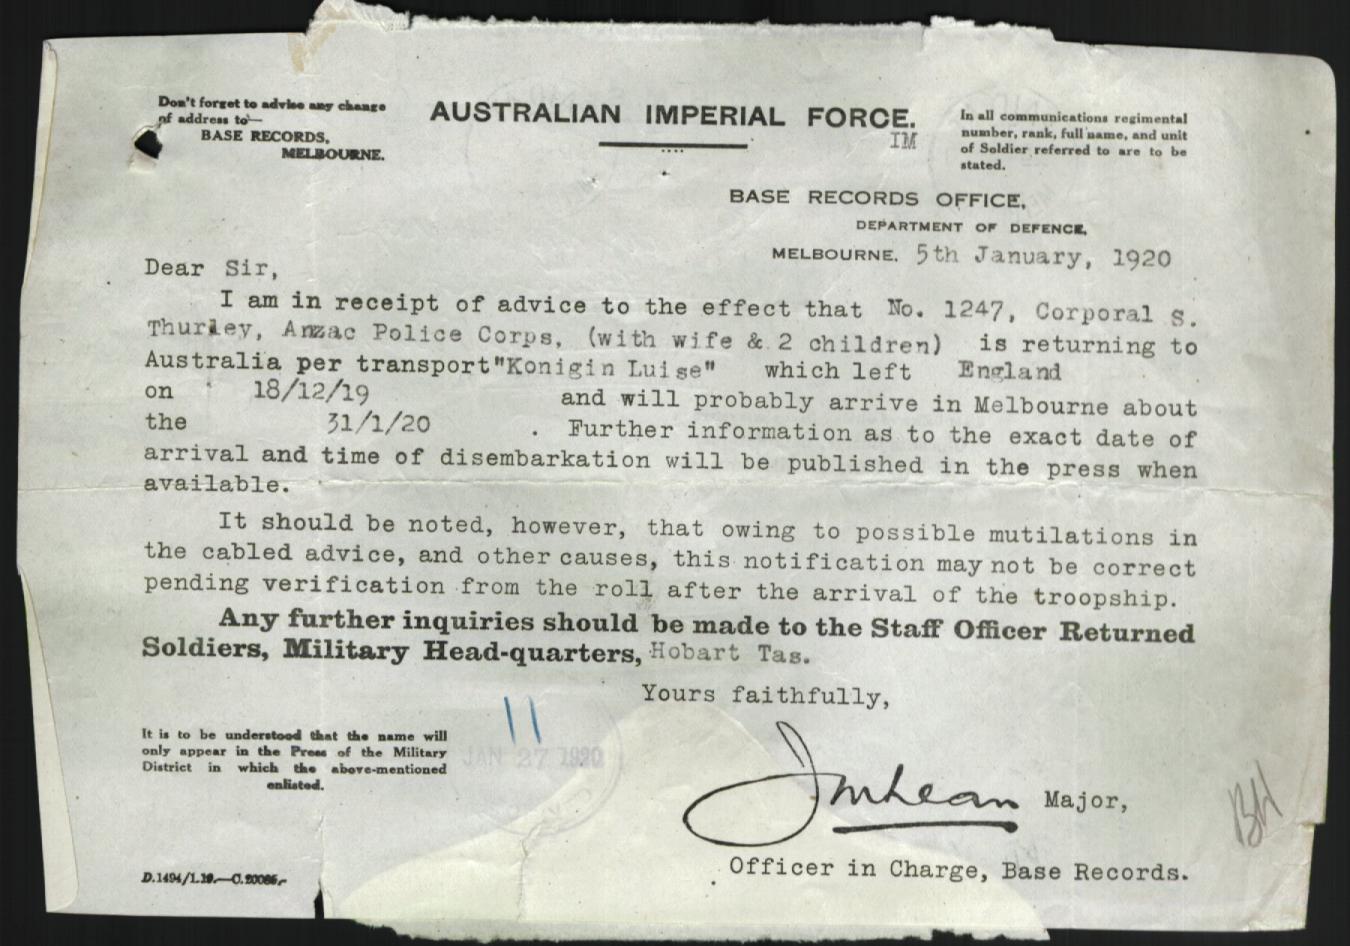 Don't forget to advise any change
of address to—
BASE RECORDS,
MELBOURNE.
AUSTRALIAN IMPERIAL FORCE.
IM
In all communications regimental
number, rank, full name, and unit
of Soldier referred to are to be
stated.
BASE RECORDS OFFICE,
DEPARTMENT OF DEFENCE,
MELBOURNE. 5th January, 1920
Dear Sir,
I am in receipt of advice to the effect that No. 1247, Corporal S.
Thurley, Anzac Police Corps, (with wife & 2 children) is returning to
Australia per transport "Konigin Luise" which left England
on 18/12/19 and will probably arrive in Melbourne about
the 31/1/20 . Further information as to the exact date of
arrival and time of disembarkation will be published in the press when
available.
It should be noted, however, that owing to possible mutilations in
the cabled advice, and other causes, this notification may not be correct
pending verification from the roll after the arrival of the troopship.
Any further inquiries should be made to the Staff Officer Returned
Soldiers, Military Head-quarters, Hobart Tas.
Yours faithfully,
11
JAN 27 1920
It is to be understood that the name will
only appear in the Press of the Military
District in which the above-mentioned
enlisted.
JMLean Major,
BH
Officer in Charge, Base Records.
D.1494/1.19.—C.20085.-